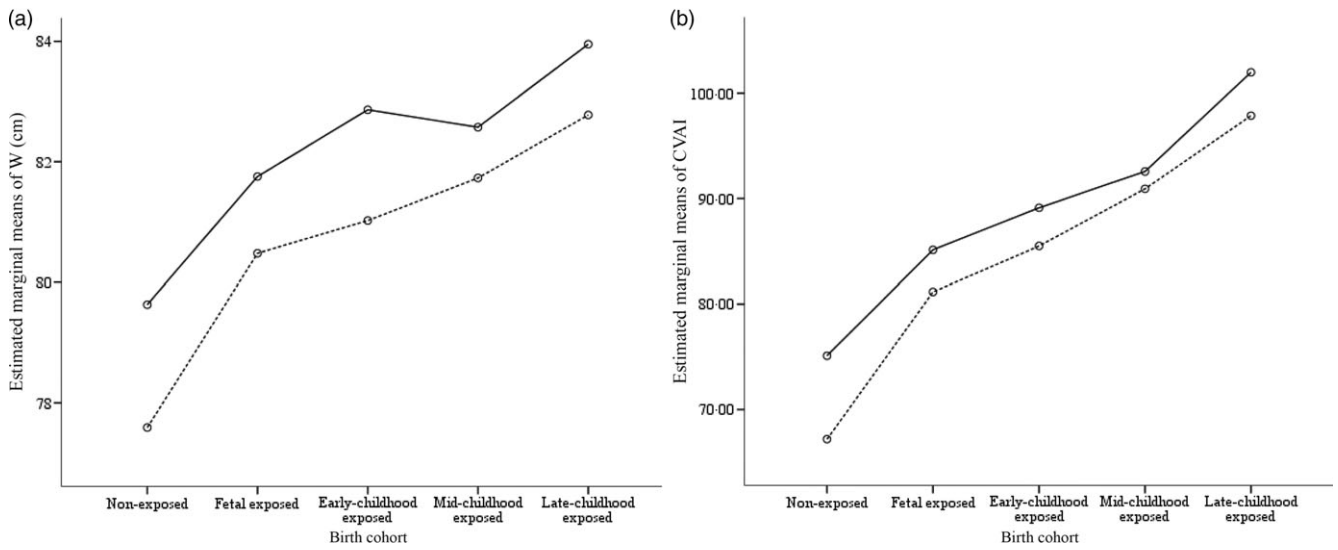 (a)
Estimated marginal means of W (cm)
84
82
80
78
Non-exposed
Fetal exposed
Early-childhood
exposed
Mid-childhood
exposed
Late-childhood
exposed
Birth cohort
(b)
Estimated marginal means of CVAI
100·00
90·00
80·00
70·00
Non-exposed
Fetal exposed
Early-childhood
exposed
Mid-childhood
exposed
Late-childhood
exposed
Birth cohort